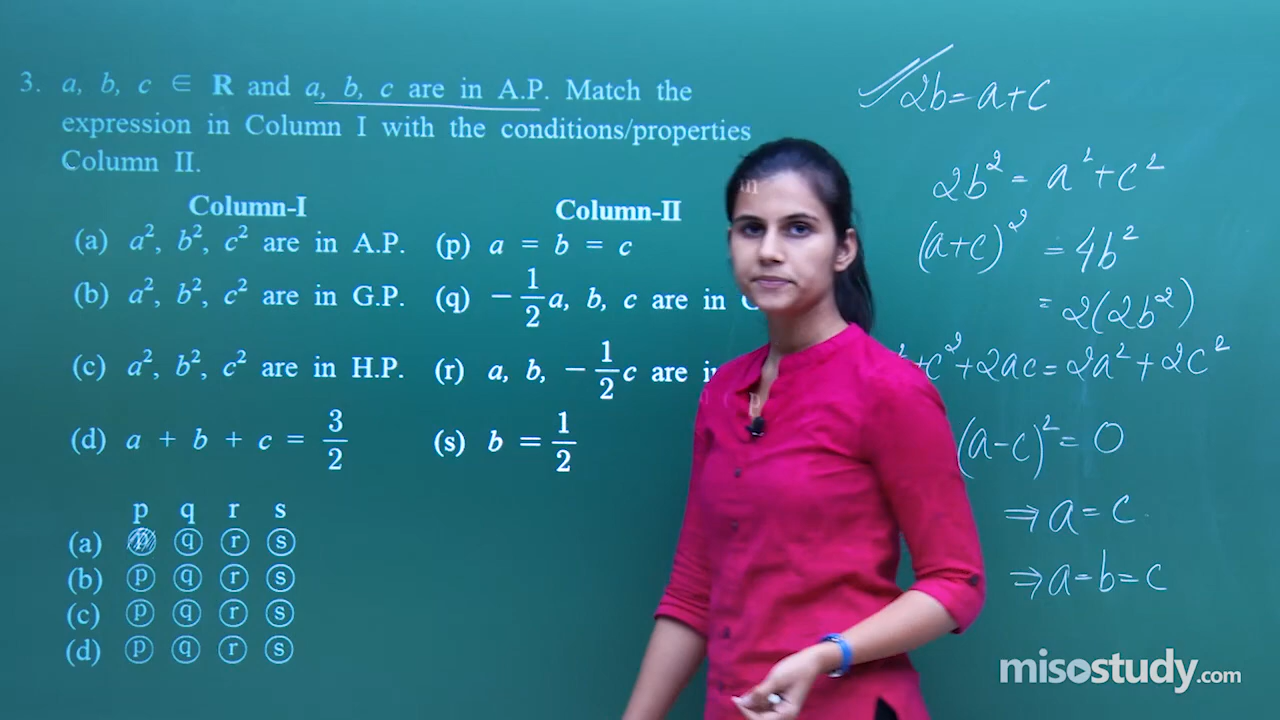 3. a, b, c ∈ R and a, b, c are in A.P. Match the
expression in Column I with the conditions/properties
Column II.
Column-I Column-II
(a) a², b², c² are in A.P. (p) a = b = c
(b) a², b², c² are in G.P. (q) −1/2 a, b, c are in
(c) a², b², c² are in H.P. (r) a, b, −1/2 c are
(d) a + b + c = 3/2 (s) b = 1/2
p q r s
(a) p q r s
(b) p q r s
(c) p q r s
(d) p q r s
2b = a + c
2b² = a² + c²
(a+c)² = 4b²
= 2(2b²)
+c² + 2ac = 2a² + 2c²
(a−c)² = 0
⇒ a = c
⇒ a = b = c
misostudy.com